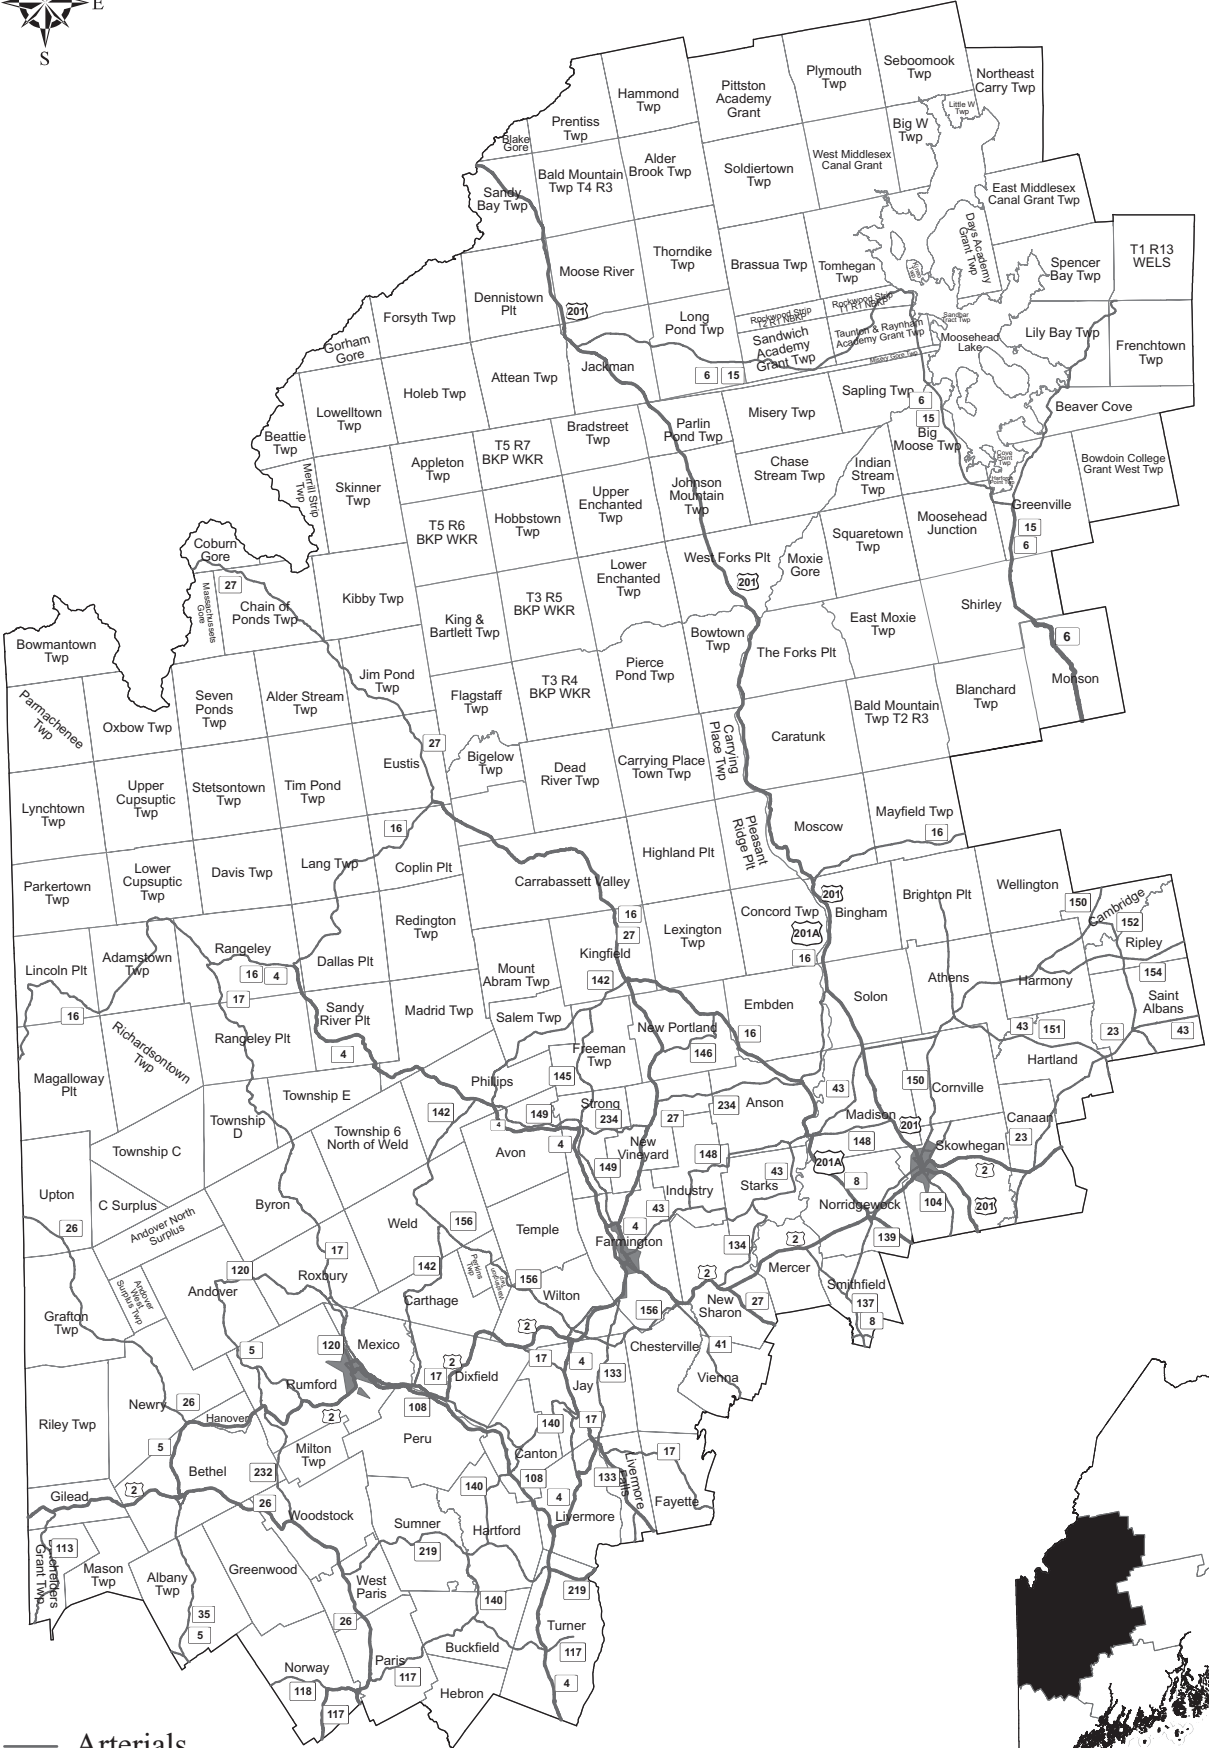 E
S
Hammond
Twp
Pittston
Academy
Grant
Plymouth
Twp
Seboomook
Twp
Northeast
Carry Twp
Little W
Twp
Prentiss
Twp
Blake
Gore
Big W
Twp
Bald Mountain
Twp T4 R3
Alder
Brook Twp
Soldiertown
Twp
West Middlesex
Canal Grant
Sandy
Bay Twp
East Middlesex
Canal Grant Twp
Days Academy
Grant Twp
Moose River
Thorndike
Twp
Brassua Twp
Tomhegan
Twp
Spencer
Bay Twp
T1 R13
WELS
Dennistown
Plt
201
Forsyth Twp
Long
Pond Twp
Rockwood Strip
T2 R1 NBKP
Rockwood Strip
T1 R1 NBKP
Sandbar
Tract Twp
Gorham
Gore
Sandwich
Academy
Grant Twp
Taunton & Raynham
Academy Grant Twp
Misery Gore Twp
Moosehead
Lake
Lily Bay Twp
Frenchtown
Twp
Jackman
6
15
Attean Twp
Holeb Twp
Lowelltown
Twp
Sapling Twp
6
15
Misery Twp
Beaver Cove
Beattie
Twp
Merrill Strip
Twp
Bradstreet
Twp
Parlin
Pond Twp
Big
Moose Twp
Cove
Point
Twp
Harfords
Point Twp
Bowdoin College
Grant West Twp
T5 R7
BKP WKR
Appleton
Twp
Skinner
Twp
Chase
Stream Twp
Indian
Stream
Twp
Johnson
Mountain
Twp
Upper
Enchanted
Twp
Hobbstown
Twp
T5 R6
BKP WKR
Greenville
15
6
Moosehead
Junction
Squaretown
Twp
Coburn
Gore
27
Massachussets
Gore
Chain of
Ponds Twp
Kibby Twp
West Forks Plt
201
Moxie
Gore
Lower
Enchanted
Twp
T3 R5
BKP WKR
King &
Bartlett Twp
Shirley
East Moxie
Twp
Bowtown
Twp
The Forks Plt
6
Monson
Bowmantown
Twp
Parmachenee
Twp
Oxbow Twp
Seven
Ponds
Twp
Alder Stream
Twp
Jim Pond
Twp
Flagstaff
Twp
T3 R4
BKP WKR
Pierce
Pond Twp
Blanchard
Twp
Bald Mountain
Twp T2 R3
Caratunk
Carrying
Place Twp
27
Eustis
Bigelow
Twp
Dead
River Twp
Carrying Place
Town Twp
Lynchtown
Twp
Upper
Cupsuptic
Twp
Stetsontown
Twp
Tim Pond
Twp
16
Pleasant
Ridge Plt
Moscow
Mayfield Twp
16
Parkertown
Twp
Lower
Cupsuptic
Twp
Davis Twp
Lang Twp
Coplin Plt
Carrabassett Valley
Highland Plt
201
Bingham
Brighton Plt
Wellington
150
Cambridge
152
Ripley
Redington
Twp
16
27
Lexington
Twp
Concord Twp
201A
16
Lincoln Plt
Adamstown
Twp
Rangeley
16
4
17
Dallas Plt
Mount
Abram Twp
Kingfield
142
Athens
Harmony
154
Saint
Albans
16
Sandy
River Plt
Madrid Twp
Salem Twp
Embden
16
Solon
43
151
23
43
Richardsontown
Twp
Rangeley Plt
4
New Portland
146
Freeman
Twp
Hartland
Magalloway
Plt
Phillips
145
150
Cornville
Township E
142
149
Strong
234
27
234
Anson
43
Madison
Township
D
Township 6
North of Weld
4
4
Avon
New
Vineyard
149
148
201
148
Canaan
23
Township C
Skowhegan
2
201A
8
Upton
26
C Surplus
Andover North
Surplus
Byron
Weld
156
Temple
Industry
43
43
Starks
Norridgewock
104
201
4
Farmington
134
2
139
Andover
West
Surplus Twp
Andover
120
Roxbury
17
142
Perkins
Twp
156
Wilton
Mercer
Smithfield
137
8
Grafton
Twp
Carthage
156
2
New
Sharon
27
5
120
Mexico
2
17
Dixfield
2
17
4
Jay
133
Chesterville
41
Vienna
Riley Twp
Newry
26
Hanover
Rumford
2
108
Peru
140
17
5
Bethel
232
Milton
Twp
Canton
108
133
Livermore
Falls
17
Fayette
Gilead
2
26
Woodstock
140
4
Livermore
113
Batchelders
Grant Twp
Mason
Twp
Albany
Twp
Greenwood
Sumner
219
Hartford
West
Paris
219
35
5
26
140
Turner
Buckfield
117
Norway
118
Paris
117
Hebron
4
117
Arterials